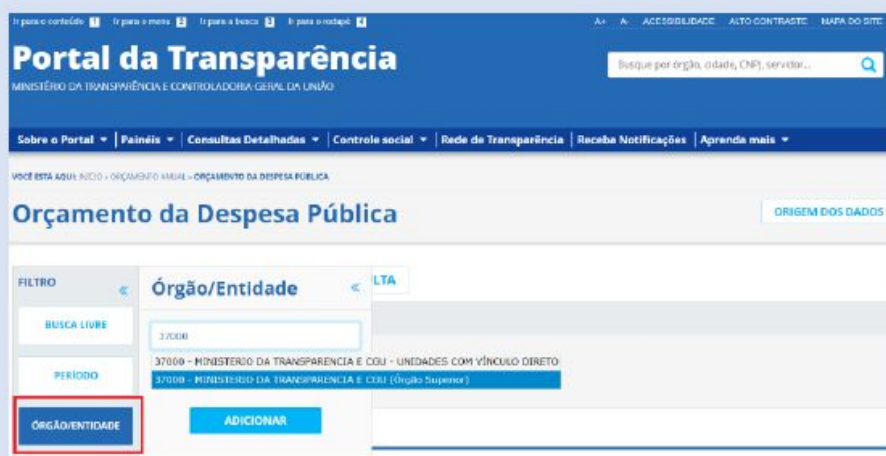 Ir para o conteúdo 1 Ir para o menu 2 Ir para a busca 3 Ir para o rodapé 4 A+ A- ACESSIBILIDADE ALTO CONTRASTE MAPA DO SITE
Portal da Transparência
Busque por órgão, cidade, CNPJ, servidor...
MINISTÉRIO DA TRANSPARÊNCIA E CONTROLADORIA-GERAL DA UNIÃO
Sobre o Portal Painéis Consultas Detalhadas Controle social Rede de Transparência Receba Notificações Aprenda mais
VOCÊ ESTÁ AQUI: INÍCIO » ORÇAMENTO ANUAL » ORÇAMENTO DA DESPESA PÚBLICA
Orçamento da Despesa Pública
ORIGEM DOS DADOS
FILTRO « Órgão/Entidade « LTA
BUSCA LIVRE
37000
37000 - MINISTERIO DA TRANSPARENCIA E CGU - UNIDADES COM VÍNCULO DIRETO
PERÍODO
37000 - MINISTERIO DA TRANSPARENCIA E CGU (Órgão Superior)
ÓRGÃO/ENTIDADE
ADICIONAR